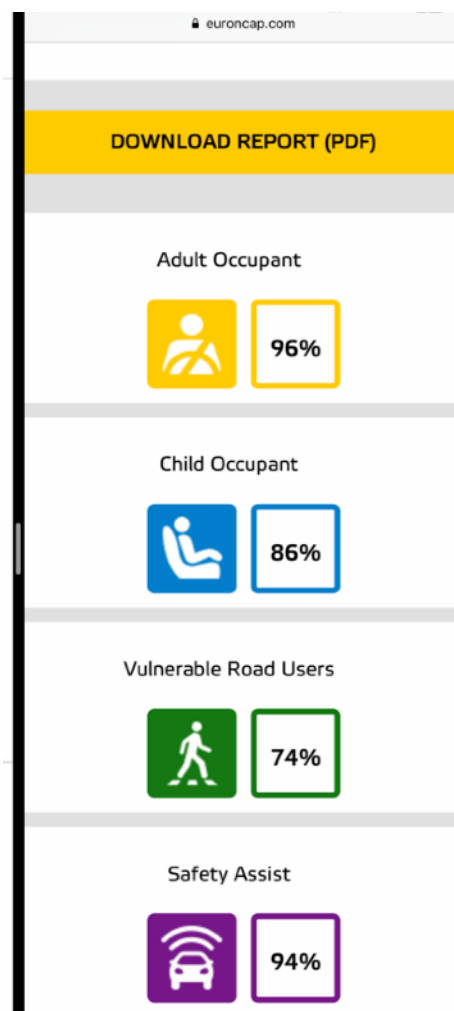 euroncap.com
DOWNLOAD REPORT (PDF)
Adult Occupant
96%
Child Occupant
86%
Vulnerable Road Users
74%
Safety Assist
94%